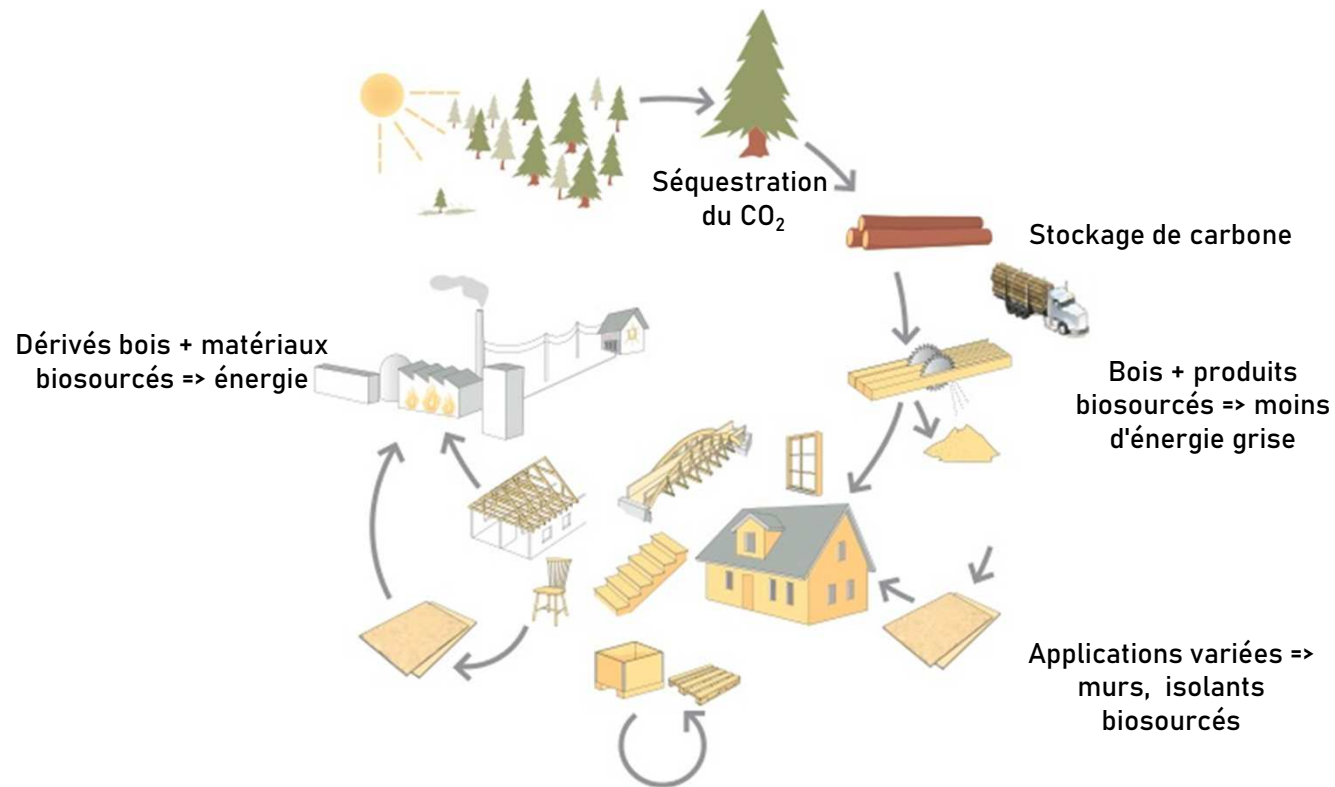 Séquestration
du CO₂
Stockage de carbone
Dérivés bois + matériaux
biosourcés => énergie
Bois + produits
biosourcés => moins
d'énergie grise
Applications variées =>
murs, isolants
biosourcés